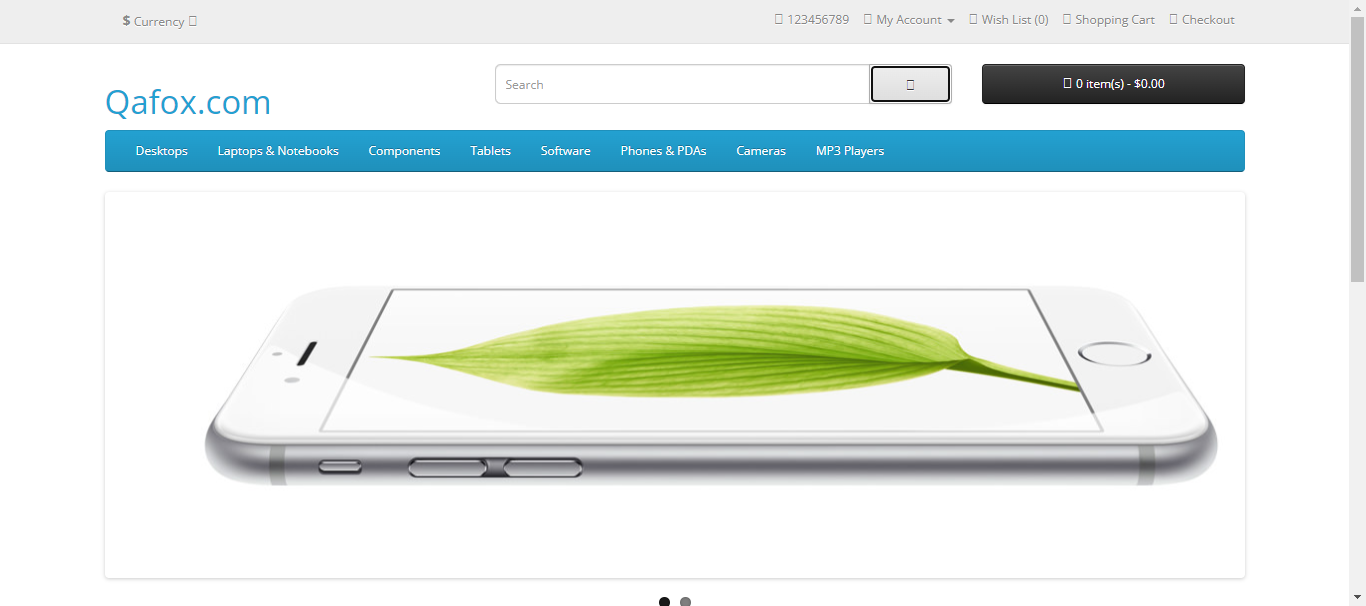 $ Currency
123456789 My Account Wish List (0) Shopping Cart Checkout
Qafox.com
Search
0 item(s) - $0.00
Desktops Laptops & Notebooks Components Tablets Software Phones & PDAs Cameras MP3 Players